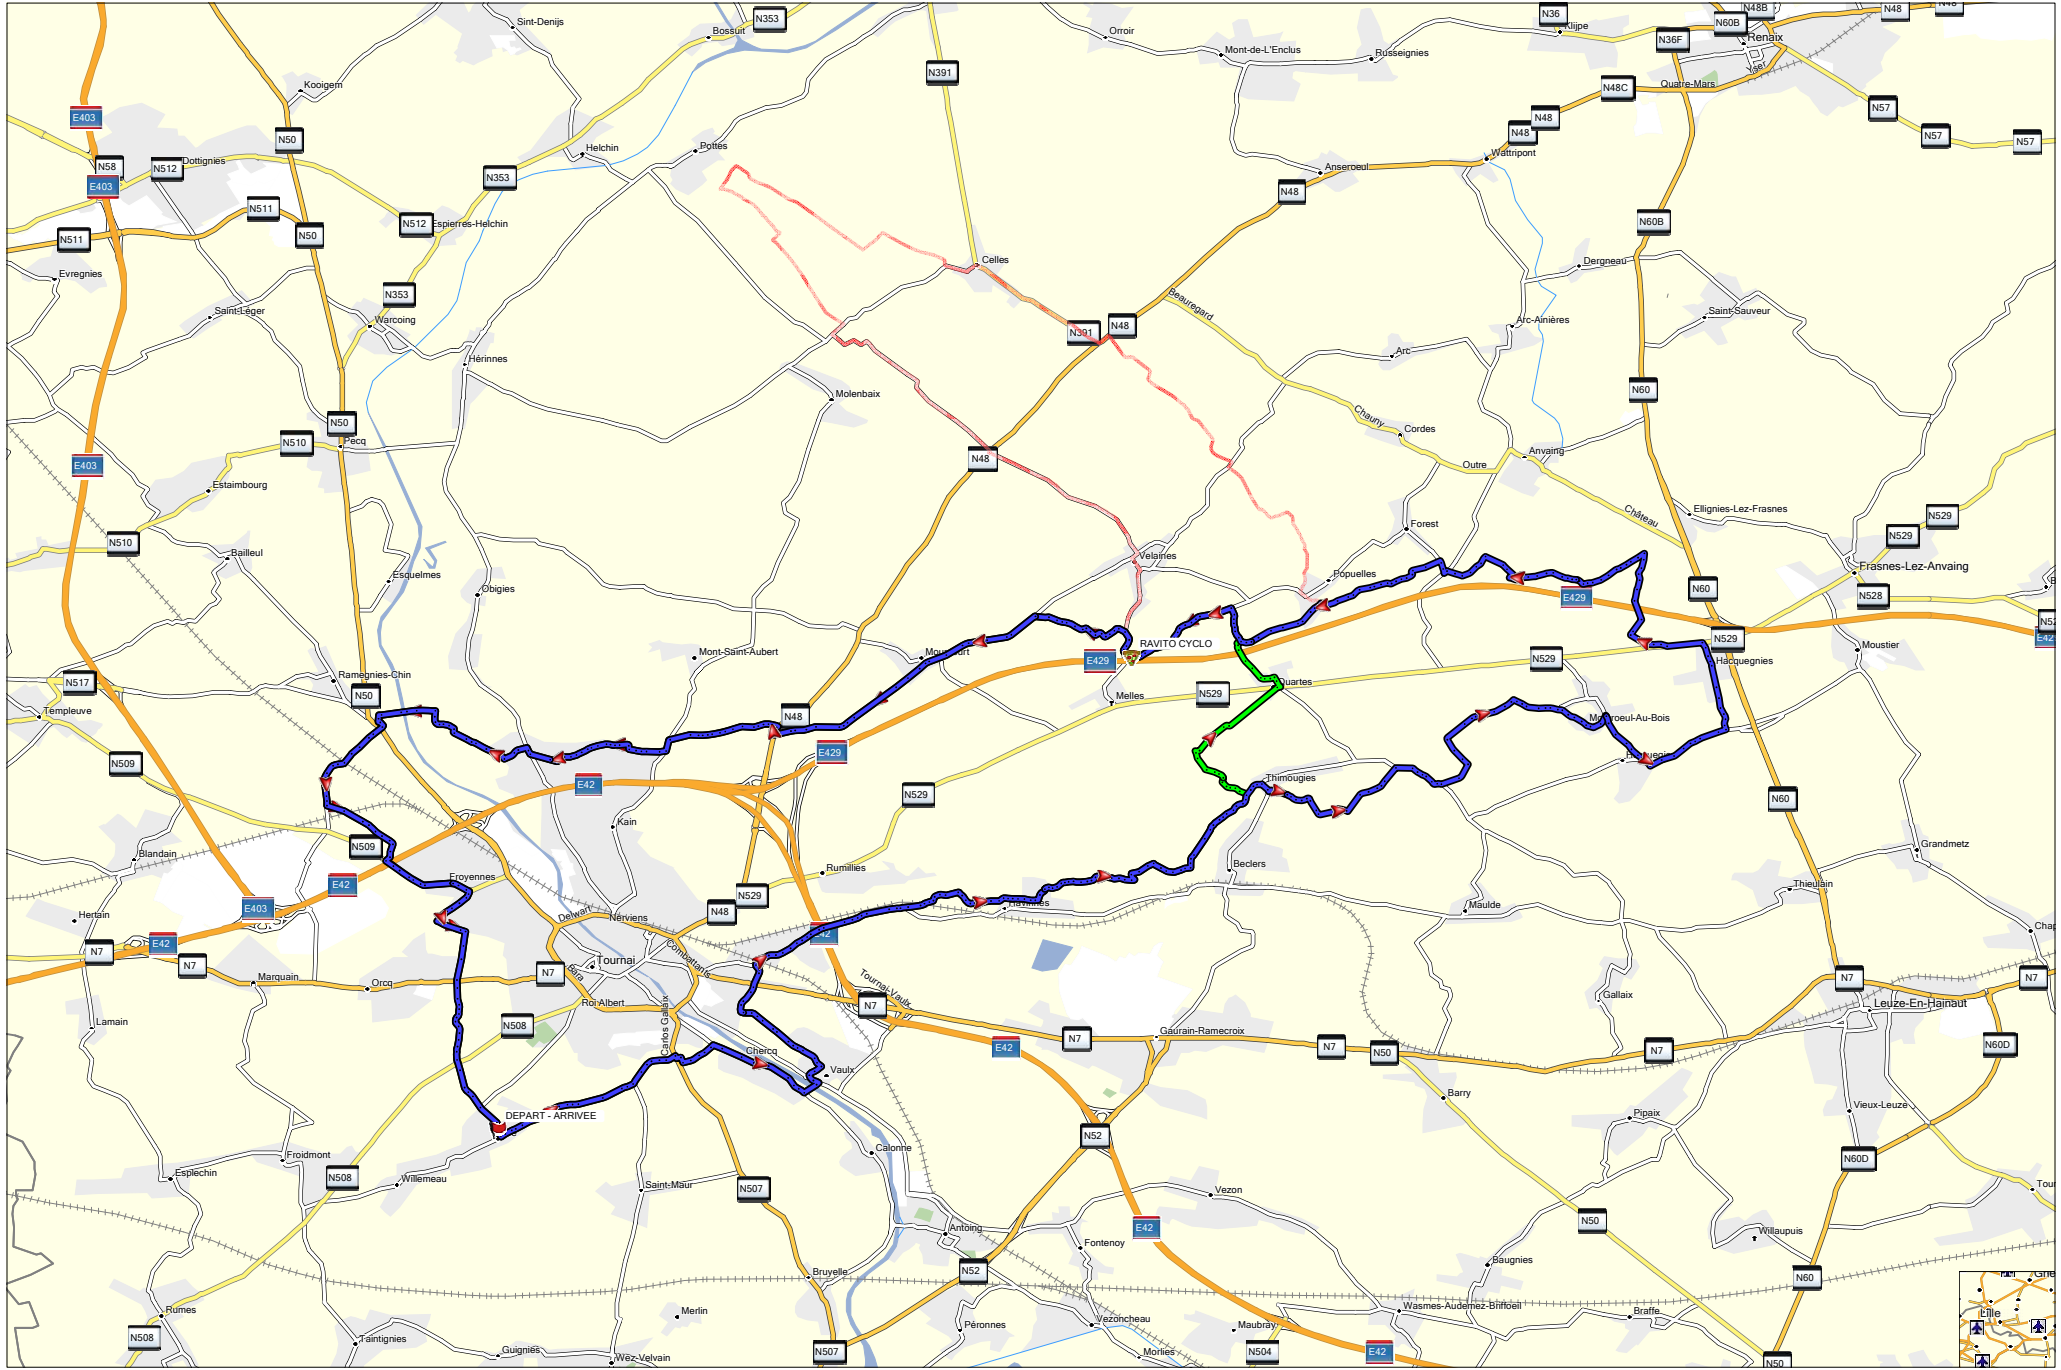 N353
N391
N36
N48B
N48
N48
Sint-Denijs
Bossuit
Orroir
Klijpe
N60B
N36F
Renaix
Mont-de-L'Enclus
Russeignies
Yser
Kooigem
Quatre-Mars
N48C
E403
N48
N57
N50
N48
N57
N57
Helchin
Pottes
Wattripont
N58
N512
Dottignies
Anseroeul
E403
N353
N48
N511
N512
Espierres-Helchin
N60B
N511
N50
Celles
Dergneau
Evregnies
N353
Beauregard
Saint-Léger
Warcoing
N391
N48
Arc-Ainières
Saint-Sauveur
Hérinnes
Arc
Molenbaix
N60
N50
Chauny
Cordes
N510
Pecq
Anvaing
E403
N48
Outre
Estaimbourg
Château
Ellignies-Lez-Frasnes
N529
N510
Forest
N529
Bailleul
Velaines
Frasnes-Lez-Anvaing
Esquelmes
Popuelles
N60
E429
N528
Obigies
RAVITO CYCLO
N529
Mont-Saint-Aubert
E429
N529
Moustier
Hacquegnies
Ramegnies-Chin
N517
N50
Melles
N529
Quartes
Templeuve
N48
N509
E429
Thimougies
E42
N529
N60
Kain
N509
Blandain
Grandmetz
Beclers
Rumillies
E42
Froyennes
Thieulain
N529
E403
Maulde
Hertain
Delwart
Nerviens
N48
E42
N7
Combattants
Tournai
Bara
N7
N7
Marquain
Orcq
N7
Tournai-Vaulx
N7
N7
Roi Albert
N7
Gallaix
Leuze-En-Hainaut
Lamain
N508
Carlos Gallaix
Gaurain-Ramecroix
N7
E42
N7
N50
N7
N60D
Chercq
Vaulx
Barry
DEPART - ARRIVEE
Pipaix
Vieux-Leuze
N52
Calonne
Froidmont
N60D
Esplechin
N508
Willemeau
Saint-Maur
N507
Vezon
E42
N50
Antoing
Willaupuis
Fontenoy
N52
Baugnies
Bruyelle
N60
Rumes
Merlin
Wasmes-Audemez-Briffoeil
Braffe
Lille
N508
Péronnes
Vezoncheau
Maubray
Taintignies
Guignies
Wez-Velvain
N507
Morlies
N504
E42
N50